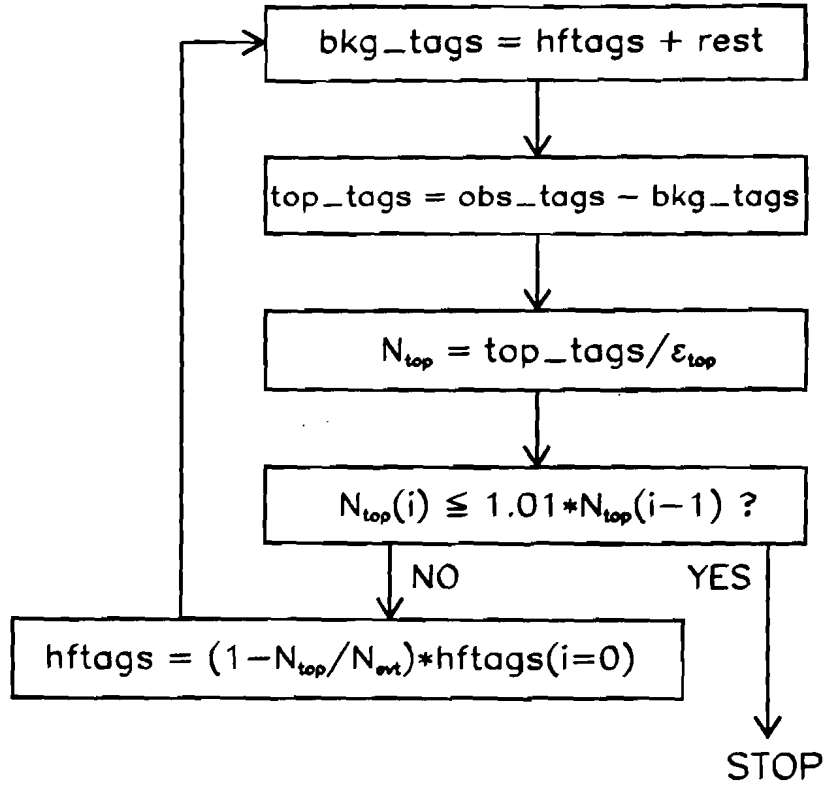 bkg_tags = hftags + rest
top_tags = obs_tags − bkg_tags
N_top = top_tags/ε_top
N_top(i) ≦ 1.01*N_top(i−1) ?
NO YES
hftags = (1−N_top/N_evt)*hftags(i=0)
STOP